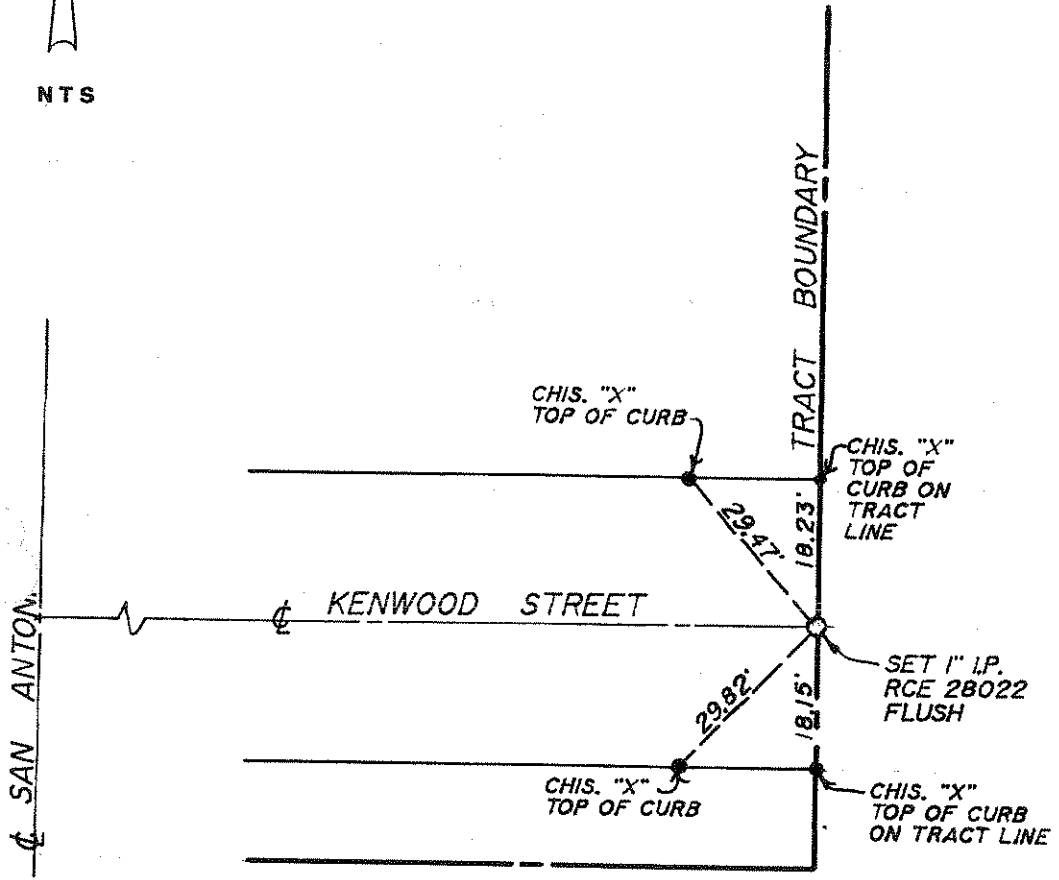 NTS
TRACT BOUNDARY
CHIS. "X"
TOP OF CURB
CHIS. "X"
TOP OF
CURB ON
TRACT
LINE
29.47'
18.23'
℄ KENWOOD STREET
SET 1" I.P.
RCE 28022
FLUSH
29.82'
18.15'
℄ SAN ANTON.
CHIS. "X"
TOP OF CURB
CHIS. "X"
TOP OF CURB
ON TRACT LINE